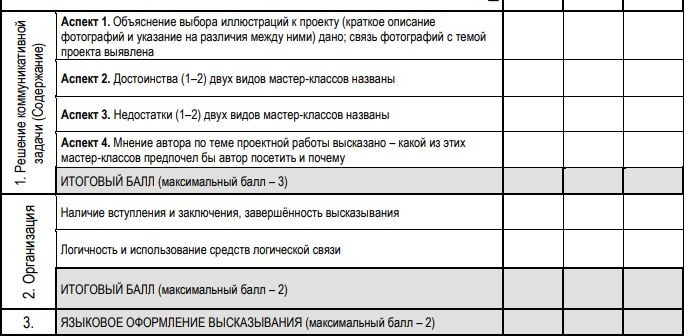 1. Решение коммуникативной
задачи (Содержание)
Аспект 1. Объяснение выбора иллюстраций к проекту (краткое описание
фотографий и указание на различия между ними) дано; связь фотографий с темой
проекта выявлена
Аспект 2. Достоинства (1–2) двух видов мастер-классов названы
Аспект 3. Недостатки (1–2) двух видов мастер-классов названы
Аспект 4. Мнение автора по теме проектной работы высказано – какой из этих
мастер-классов предпочел бы автор посетить и почему
ИТОГОВЫЙ БАЛЛ (максимальный балл – 3)
2. Организация
Наличие вступления и заключения, завершённость высказывания
Логичность и использование средств логической связи
ИТОГОВЫЙ БАЛЛ (максимальный балл – 2)
3. ЯЗЫКОВОЕ ОФОРМЛЕНИЕ ВЫСКАЗЫВАНИЯ (максимальный балл – 2)